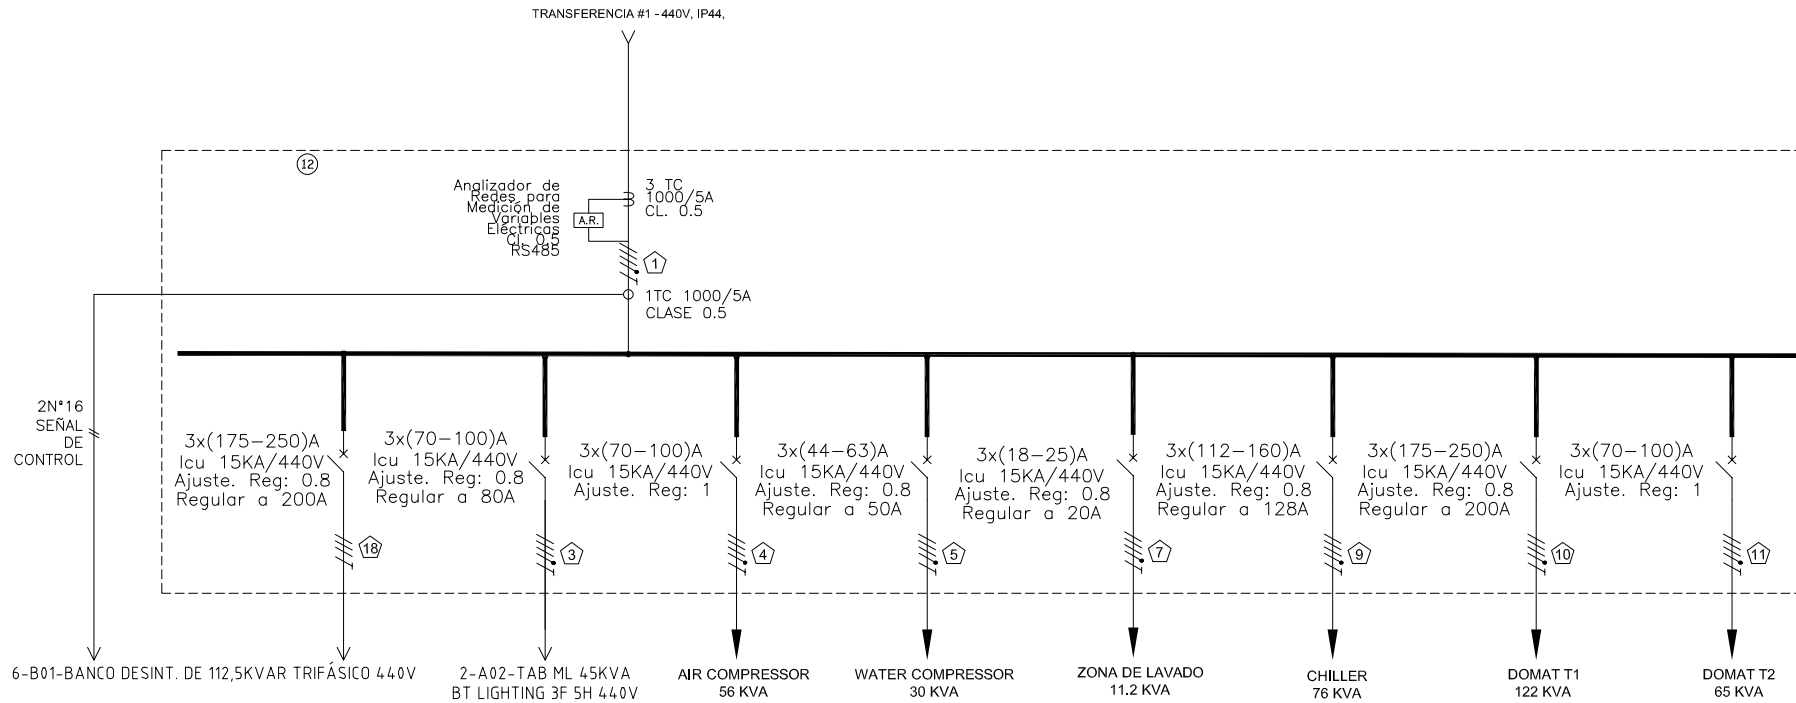 TRANSFERENCIA #1 - 440V, IP44,
12
Analizador de
Redes para
Medición de
Variables
Eléctricas
Cl. 0.5
RS485
A.R.
3 TC
1000/5A
CL. 0.5
1
1TC 1000/5A
CLASE 0.5
2Nº16
SEÑAL
DE
CONTROL
3x(175-250)A
Icu 15KA/440V
Ajuste. Reg: 0.8
Regular a 200A
18
3x(70-100)A
Icu 15KA/440V
Ajuste. Reg: 0.8
Regular a 80A
3
3x(70-100)A
Icu 15KA/440V
Ajuste. Reg: 1
4
3x(44-63)A
Icu 15KA/440V
Ajuste. Reg: 0.8
Regular a 50A
5
3x(18-25)A
Icu 15KA/440V
Ajuste. Reg: 0.8
Regular a 20A
7
3x(112-160)A
Icu 15KA/440V
Ajuste. Reg: 0.8
Regular a 128A
9
3x(175-250)A
Icu 15KA/440V
Ajuste. Reg: 0.8
Regular a 200A
10
3x(70-100)A
Icu 15KA/440V
Ajuste. Reg: 1
11
6-B01-BANCO DESINT. DE 112,5KVAR TRIFÁSICO 440V
2-A02-TAB ML 45KVA
BT LIGHTING 3F 5H 440V
AIR COMPRESSOR
56 KVA
WATER COMPRESSOR
30 KVA
ZONA DE LAVADO
11.2 KVA
CHILLER
76 KVA
DOMAT T1
122 KVA
DOMAT T2
65 KVA